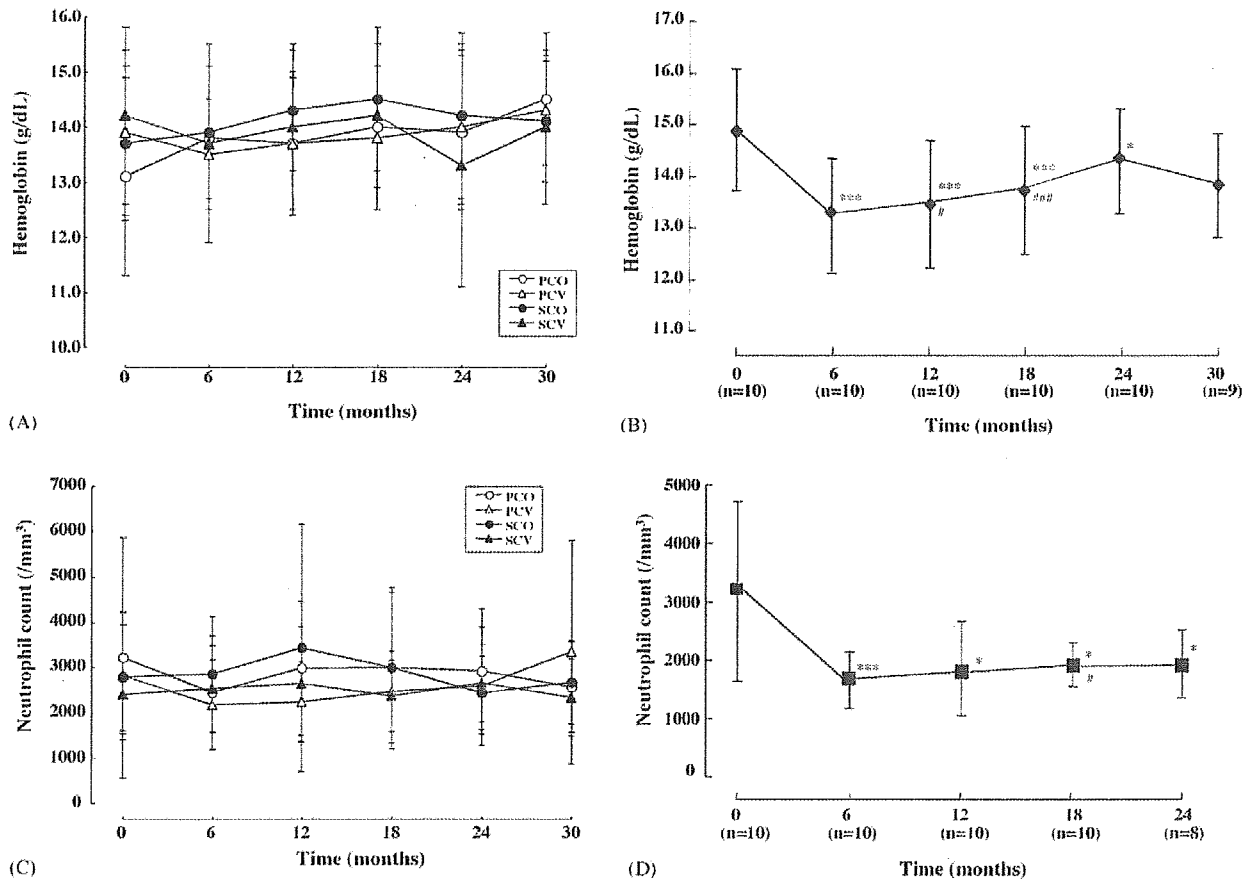 16.0
15.0
14.0
13.0
12.0
11.0
10.0
Hemoglobin (g/dL)
PCO
PCV
SCO
SCV
0 6 12 18 24 30
Time (months)
(A)
17.0
16.0
15.0
14.0
13.0
12.0
11.0
Hemoglobin (g/dL)
***
***
#
***
###
*
0 6 12 18 24 30
(n=10) (n=10) (n=10) (n=10) (n=10) (n=9)
Time (months)
(B)
7000
6000
5000
4000
3000
2000
1000
0
Neutrophil count (/mm³)
PCO
PCV
SCO
SCV
0 6 12 18 24 30
Time (months)
(C)
5000
4000
3000
2000
1000
0
Neutrophil count (/mm³)
***
*
*
#
*
0 6 12 18 24
(n=10) (n=10) (n=10) (n=10) (n=8)
Time (months)
(D)